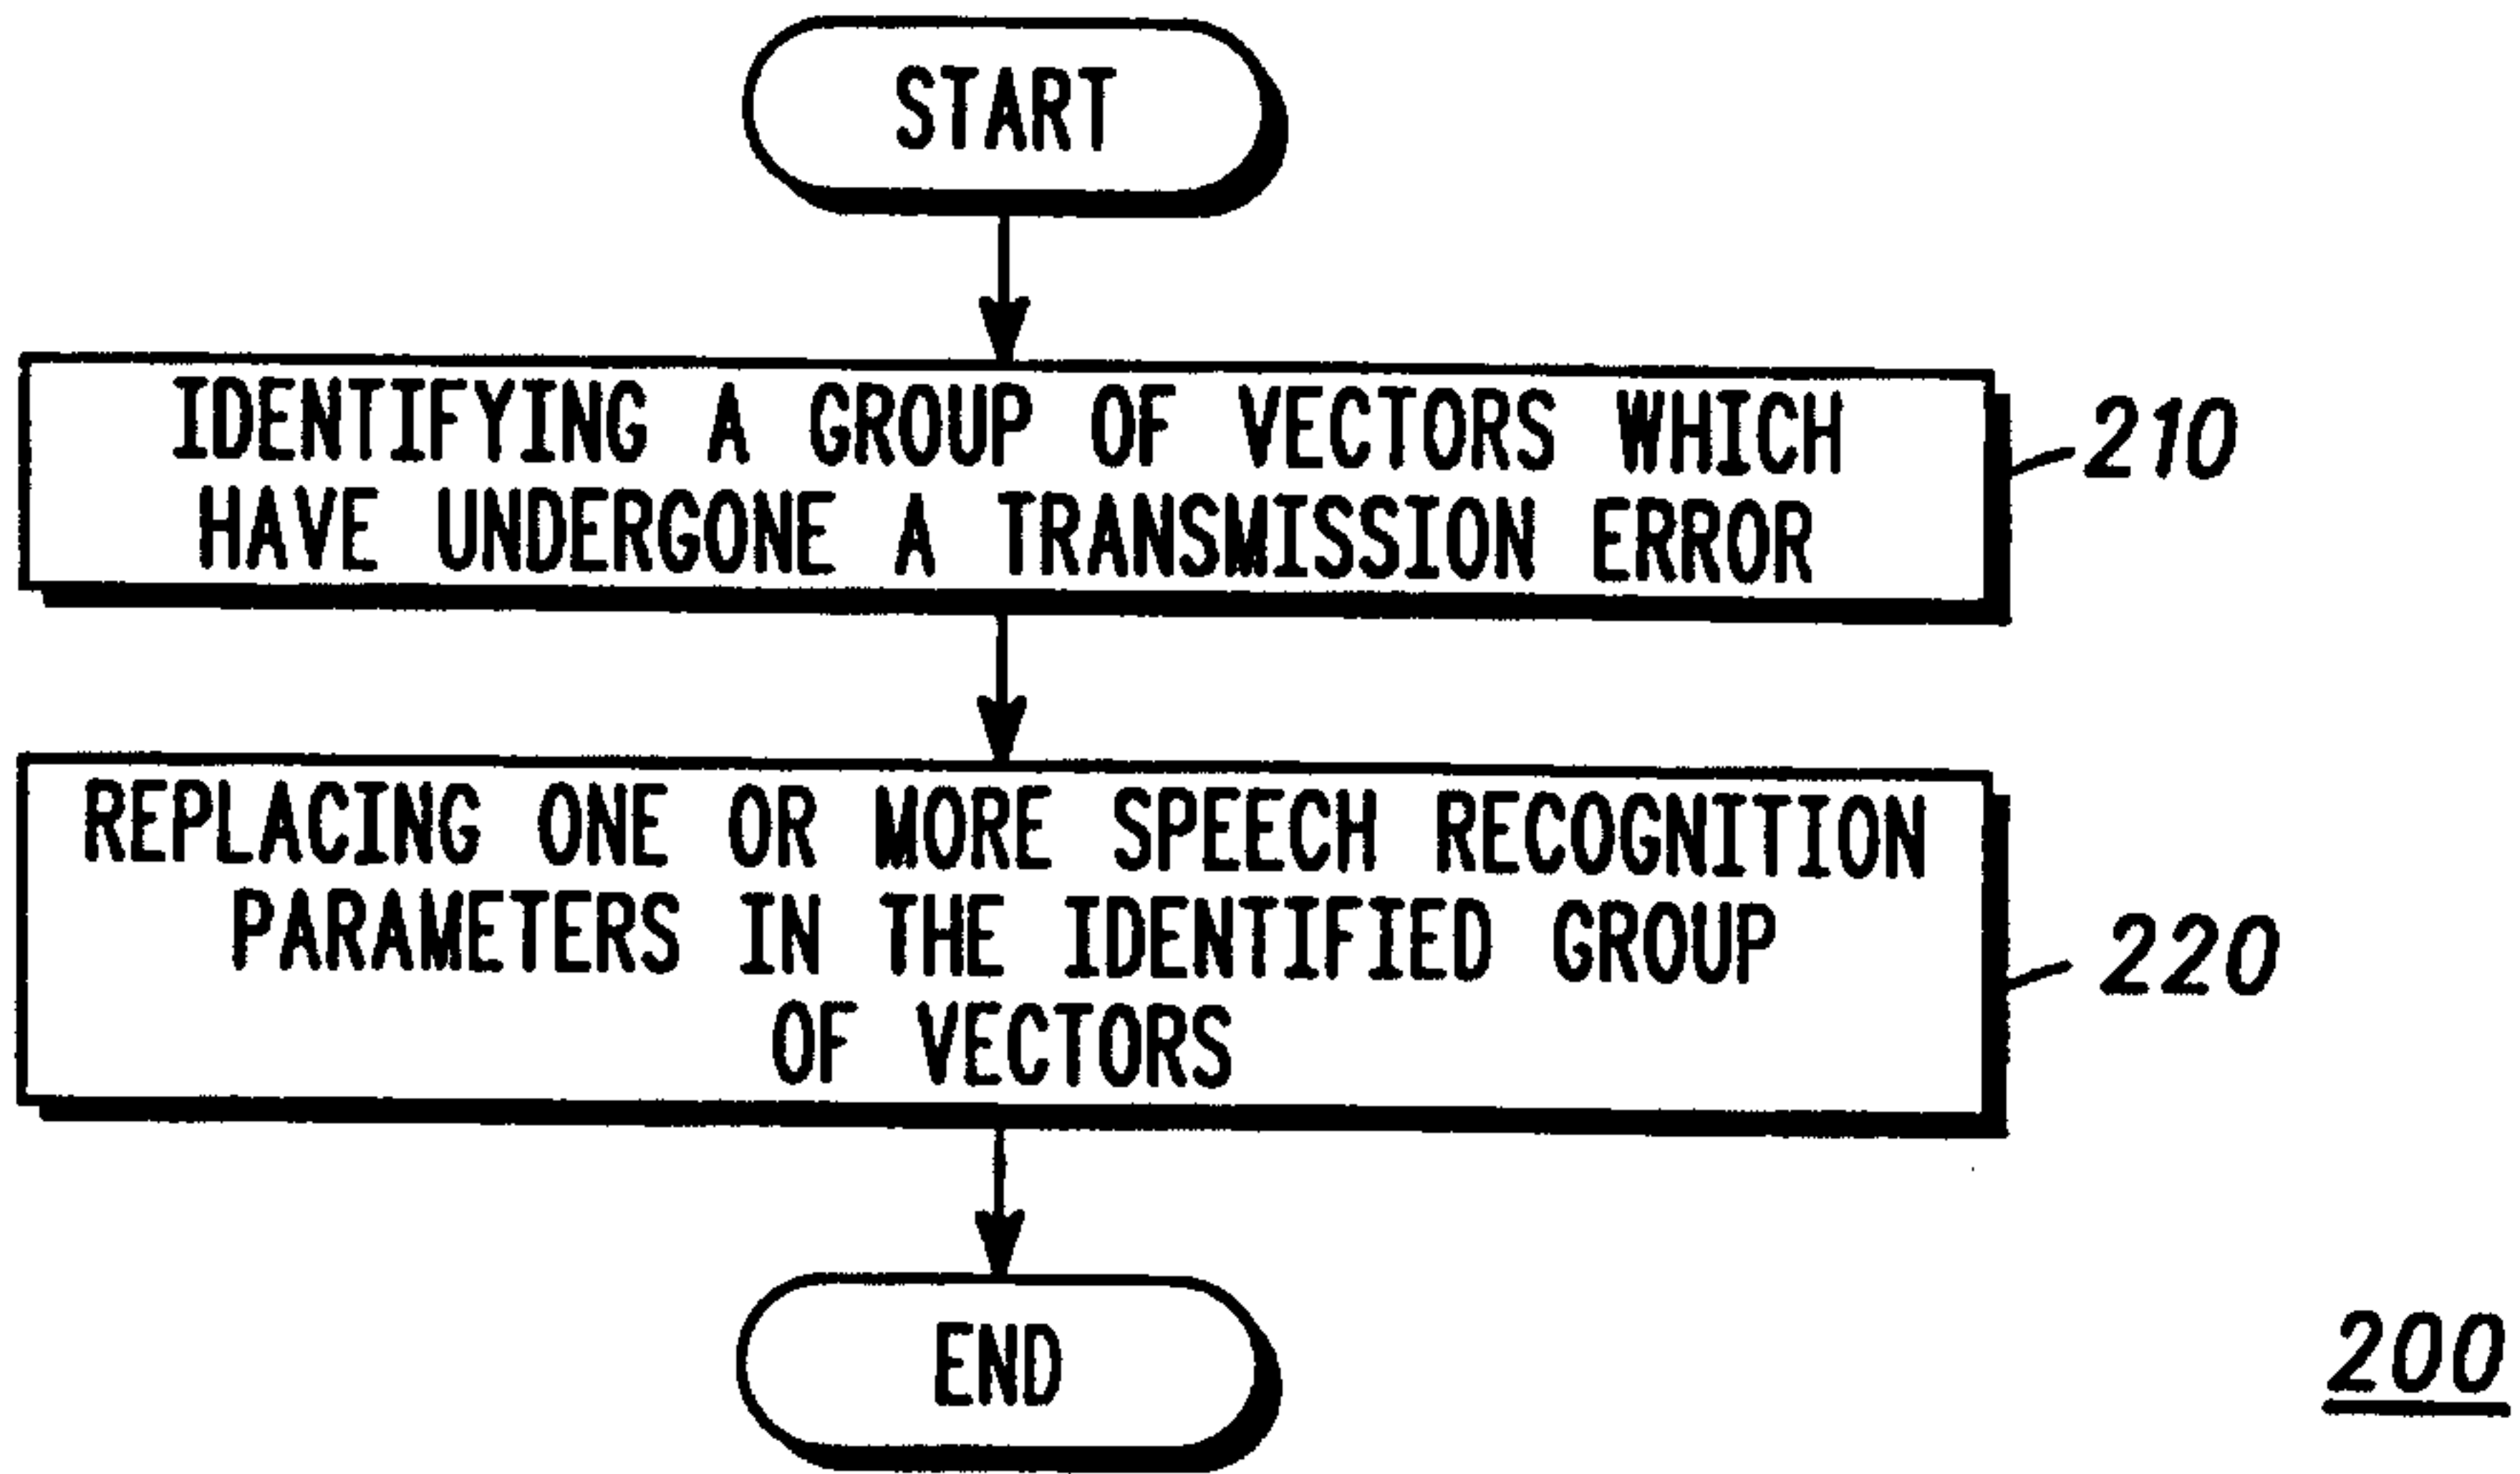 START
IDENTIFYING A GROUP OF VECTORS WHICH
HAVE UNDERGONE A TRANSMISSION ERROR
210
REPLACING ONE OR MORE SPEECH RECOGNITION
PARAMETERS IN THE IDENTIFIED GROUP
OF VECTORS
220
END
200